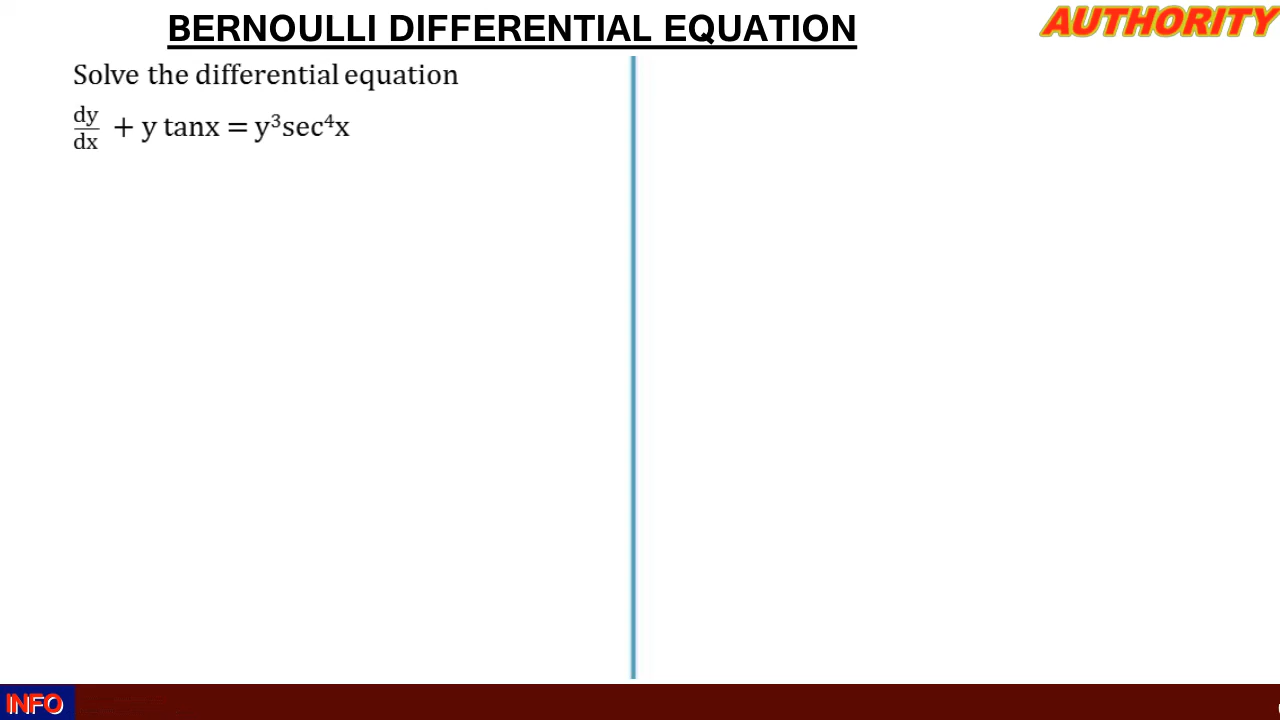 BERNOULLI DIFFERENTIAL EQUATION
AUTHORITY
Solve the differential equation
dy/dx + y tanx = y³sec⁴x
INFO